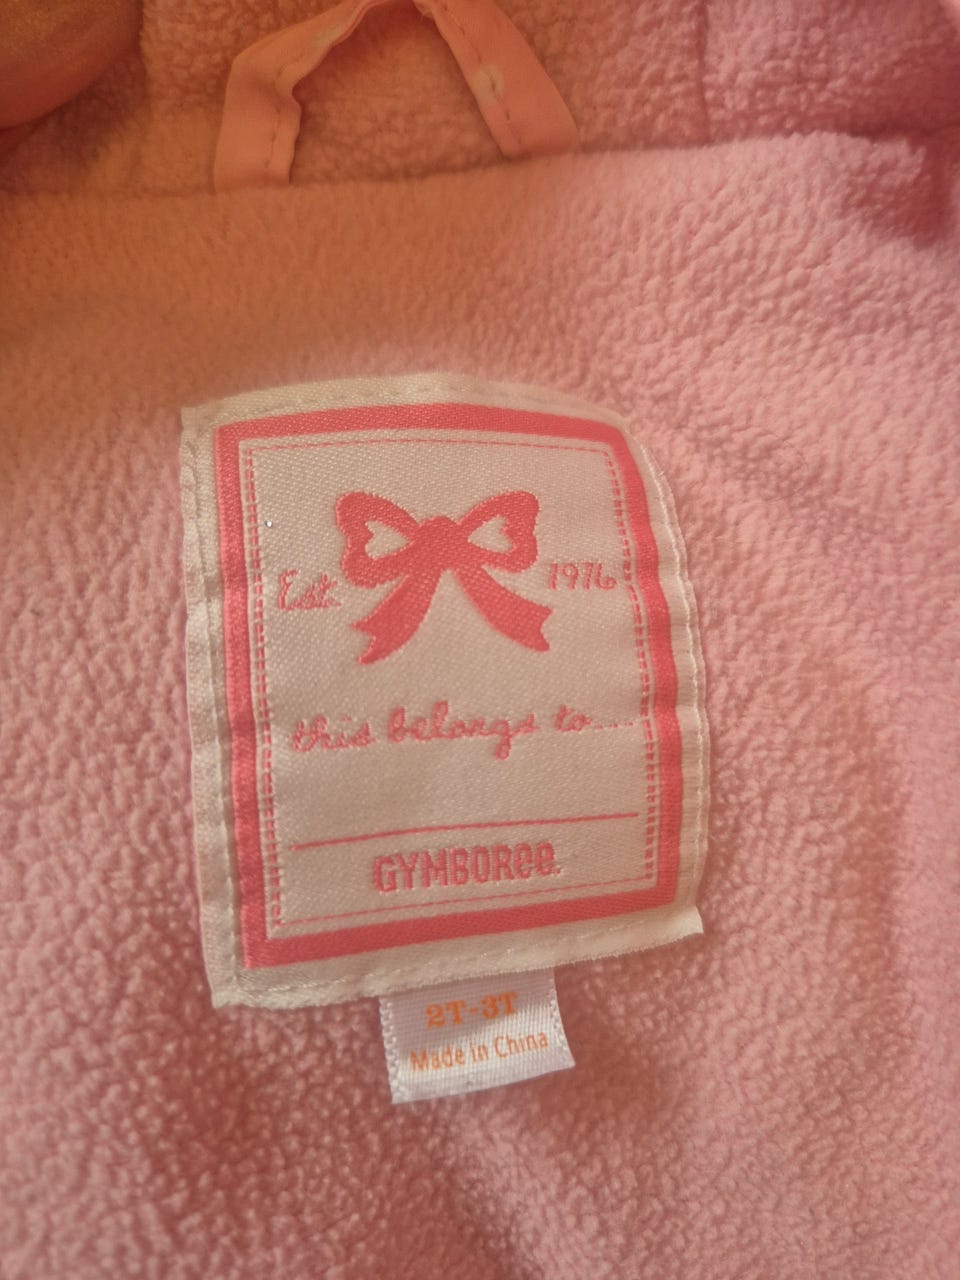 Est. 1976
this belongs to....
GYMBOREE.
2T-3T
Made in China